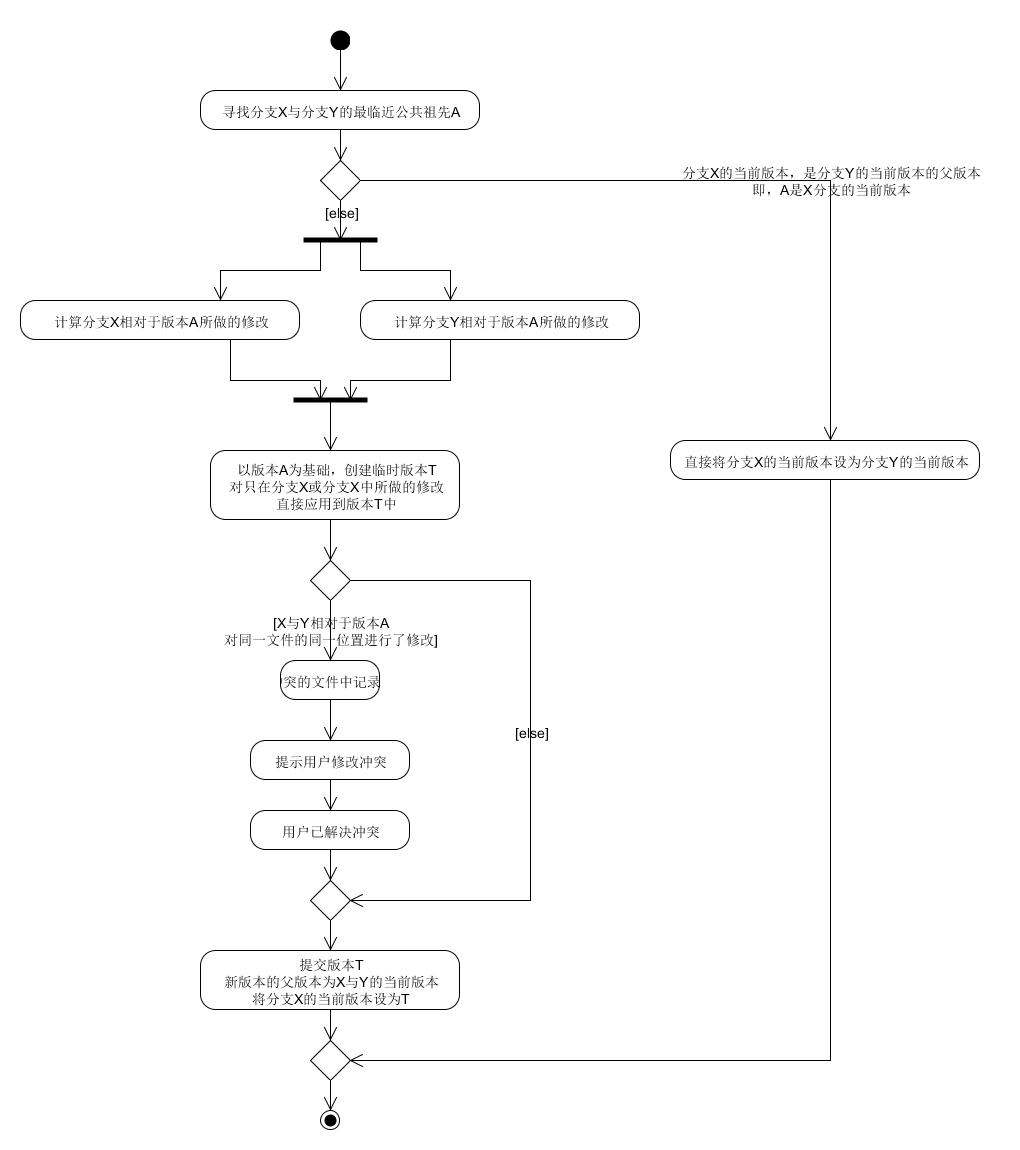 寻找分支X与分支Y的最临近公共祖先A
分支X的当前版本，是分支Y的当前版本的父版本
即，A是X分支的当前版本
[else]
计算分支X相对于版本A所做的修改
计算分支Y相对于版本A所做的修改
直接将分支X的当前版本设为分支Y的当前版本
以版本A为基础，创建临时版本T
对只在分支X或分支X中所做的修改
直接应用到版本T中
[X与Y相对于版本A
对同一文件的同一位置进行了修改]
突的文件中记录
[else]
提示用户修改冲突
用户已解决冲突
提交版本T
新版本的父版本为X与Y的当前版本
将分支X的当前版本设为T